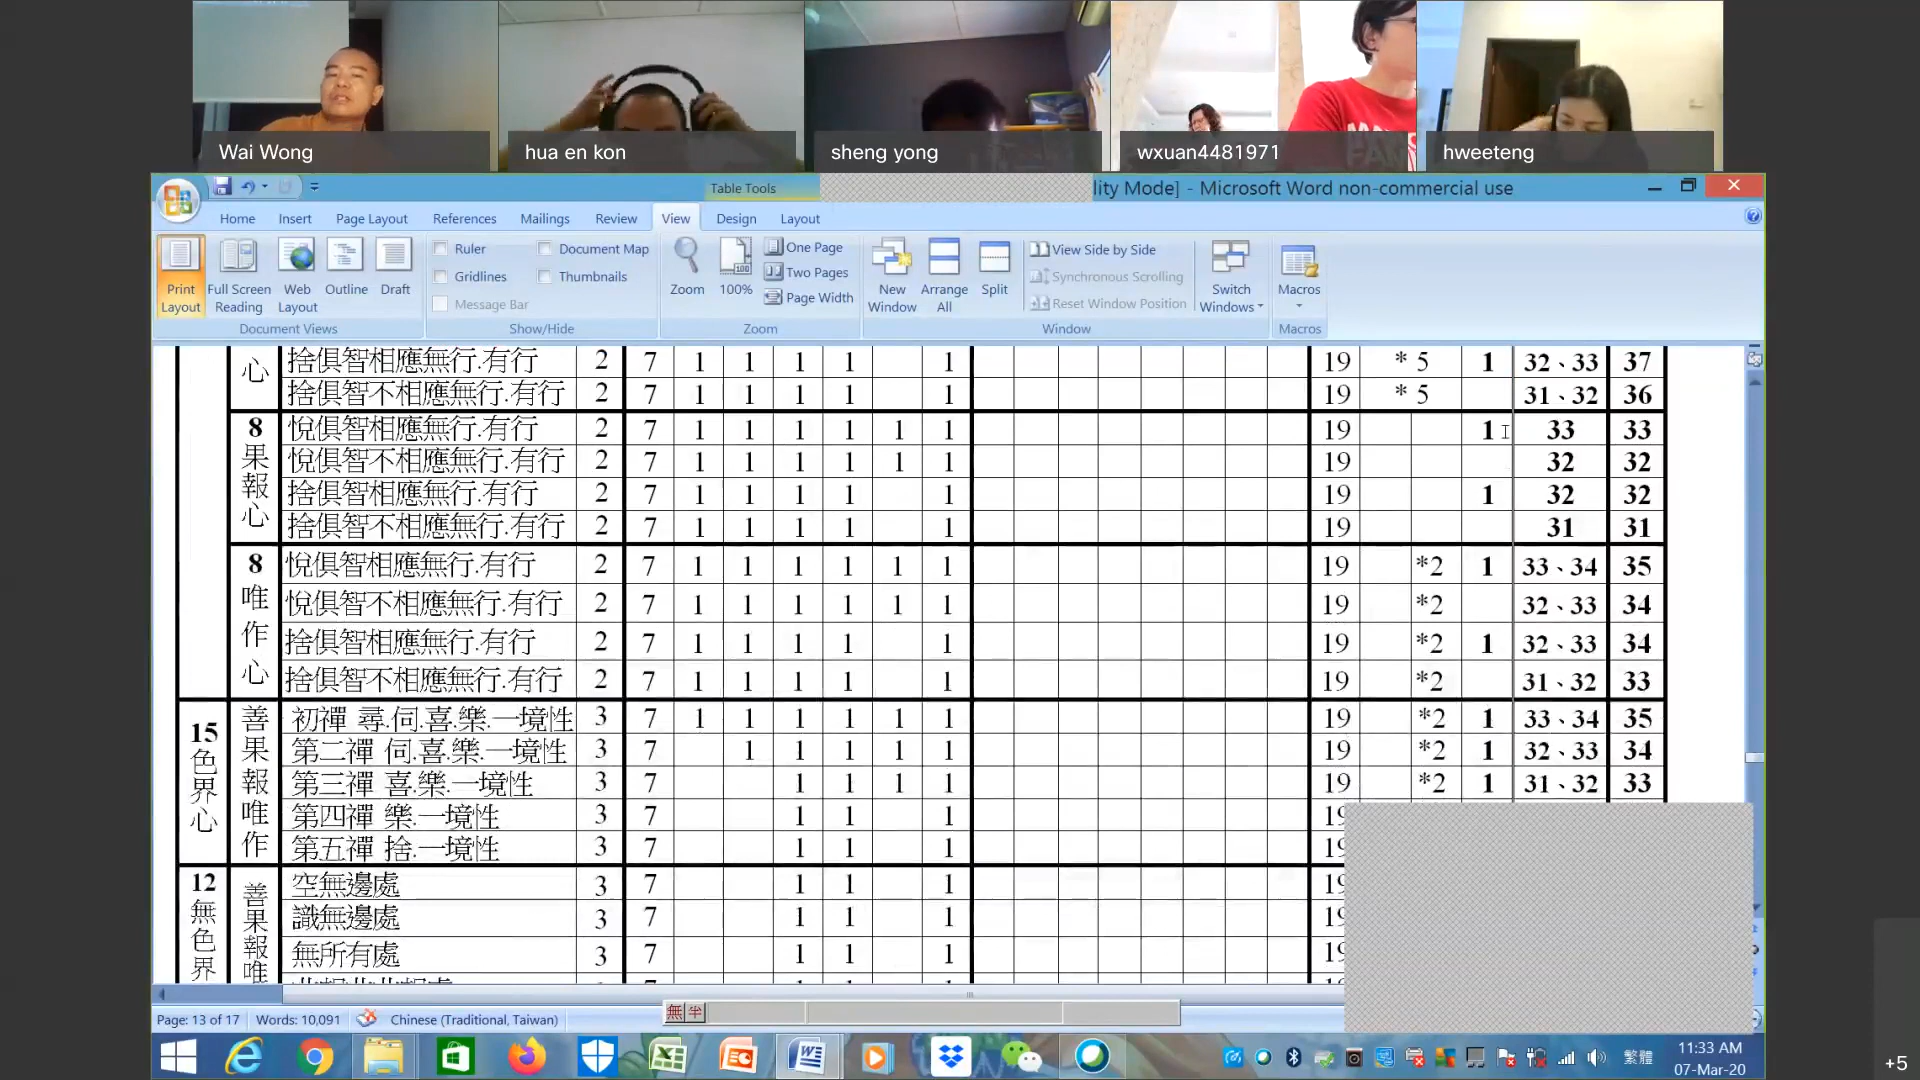 Wai Wong
hua en kon
sheng yong
wxuan4481971
hweeteng
Table Tools
lity Mode] - Microsoft Word non-commercial use
Home Insert Page Layout References Mailings Review View Design Layout
Print Layout
Full Screen Reading
Web Layout
Outline
Draft
Document Views
Ruler
Gridlines
Message Bar
Document Map
Thumbnails
Show/Hide
Zoom
100%
One Page
Two Pages
Page Width
Zoom
New Window
Arrange All
Split
View Side by Side
Synchronous Scrolling
Reset Window Position
Window
Switch Windows
Macros
Macros
心 捨俱智相應無行.有行 2 7 1 1 1 1 1 19 * 5 1 32、33 37
捨俱智不相應無行.有行 2 7 1 1 1 1 1 19 * 5 31、32 36
8 果報心
悅俱智相應無行.有行 2 7 1 1 1 1 1 1 19 1 33 33
悅俱智不相應無行.有行 2 7 1 1 1 1 1 1 19 32 32
捨俱智相應無行.有行 2 7 1 1 1 1 1 19 1 32 32
捨俱智不相應無行.有行 2 7 1 1 1 1 1 19 31 31
8 唯作心
悅俱智相應無行.有行 2 7 1 1 1 1 1 1 19 *2 1 33、34 35
悅俱智不相應無行.有行 2 7 1 1 1 1 1 1 19 *2 32、33 34
捨俱智相應無行.有行 2 7 1 1 1 1 1 19 *2 1 32、33 34
捨俱智不相應無行.有行 2 7 1 1 1 1 1 19 *2 31、32 33
15 色界心 善果報唯作
初禪 尋.伺.喜.樂.一境性 3 7 1 1 1 1 1 1 19 *2 1 33、34 35
第二禪 伺.喜.樂.一境性 3 7 1 1 1 1 1 19 *2 1 32、33 34
第三禪 喜.樂.一境性 3 7 1 1 1 1 19 *2 1 31、32 33
第四禪 樂.一境性 3 7 1 1 1 19
第五禪 捨.一境性 3 7 1 1 1 19
12 無色界 善果報唯
空無邊處 3 7 1 1 1 19
識無邊處 3 7 1 1 1 19
無所有處 3 7 1 1 1 19
無半
Page: 13 of 17 Words: 10,091 Chinese (Traditional, Taiwan)
繁體
11:33 AM
07-Mar-20
+5